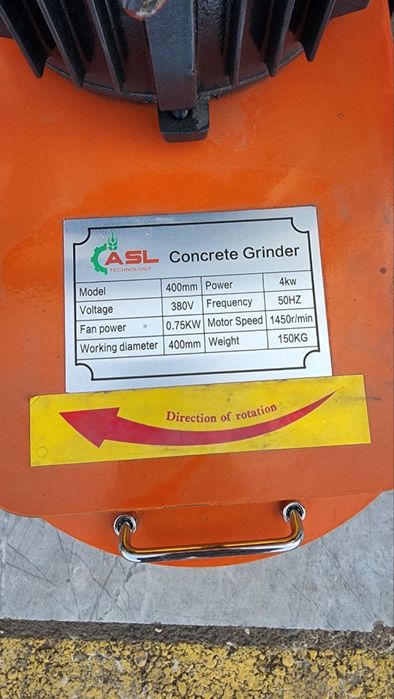 ASL Concrete Grinder
TECHNOLOGY
Model 400mm Power 4kw
Voltage 380V Frequency 50HZ
Fan power 0.75KW Motor Speed 1450r/min
Working diameter 400mm Weight 150KG
Direction of rotation